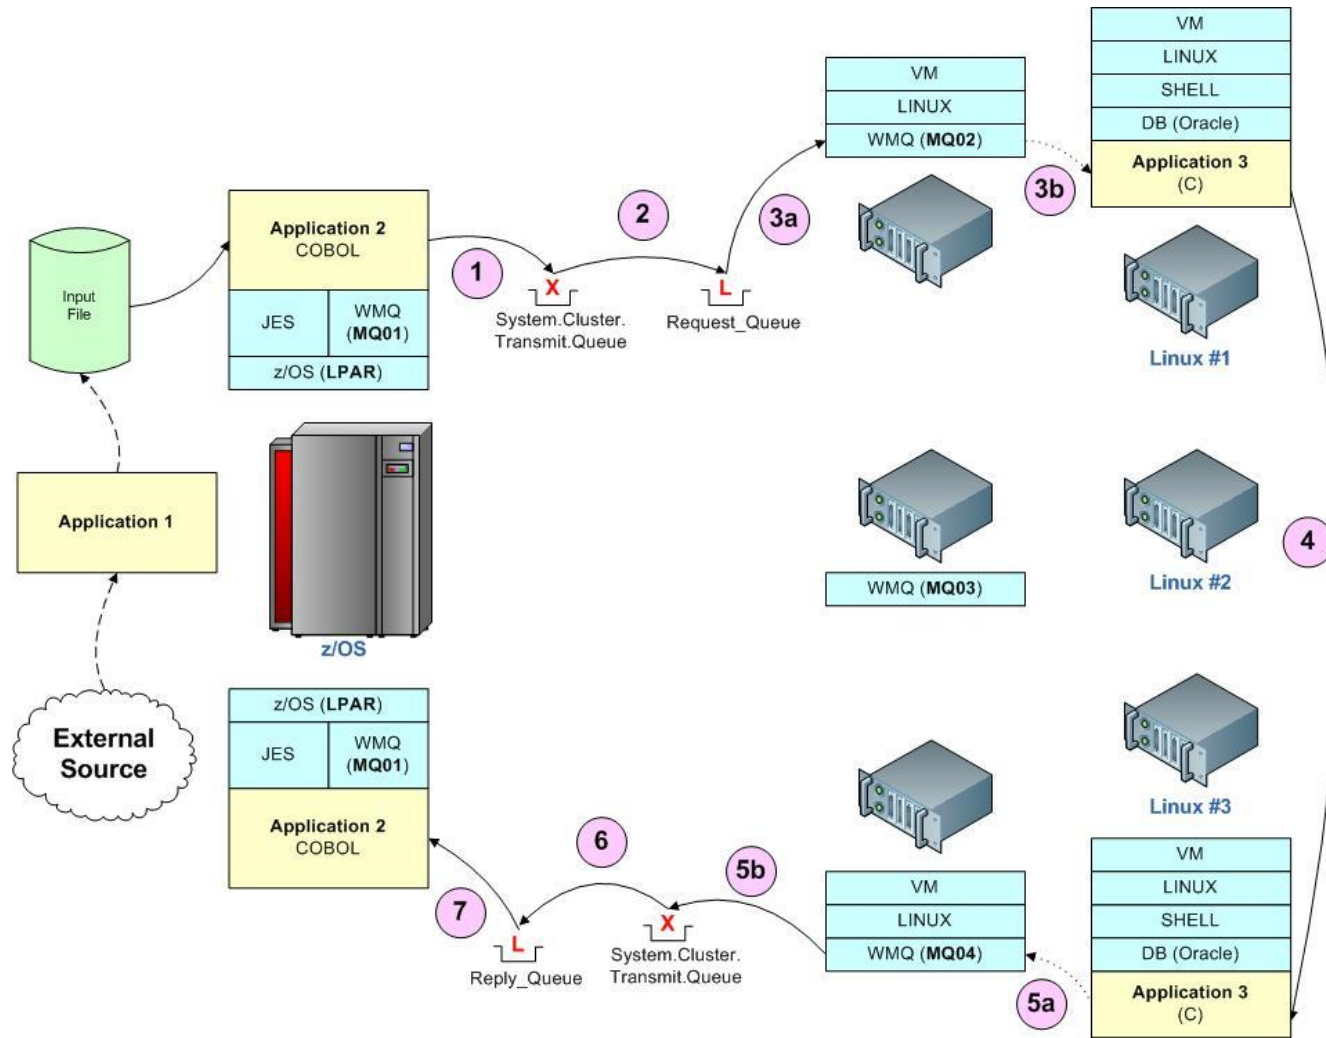 VM
LINUX
SHELL
DB (Oracle)
Application 3
(C)
VM
LINUX
WMQ (MQ02)
3b
3a
2
1
Application 2
COBOL
JES
WMQ
(MQ01)
z/OS (LPAR)
Input
File
X
System.Cluster.
Transmit.Queue
L
Request_Queue
Linux #1
Application 1
z/OS
WMQ (MQ03)
Linux #2
4
External
Source
z/OS (LPAR)
JES
WMQ
(MQ01)
Application 2
COBOL
7
6
5b
L
Reply_Queue
X
System.Cluster.
Transmit.Queue
VM
LINUX
WMQ (MQ04)
5a
Linux #3
VM
LINUX
SHELL
DB (Oracle)
Application 3
(C)